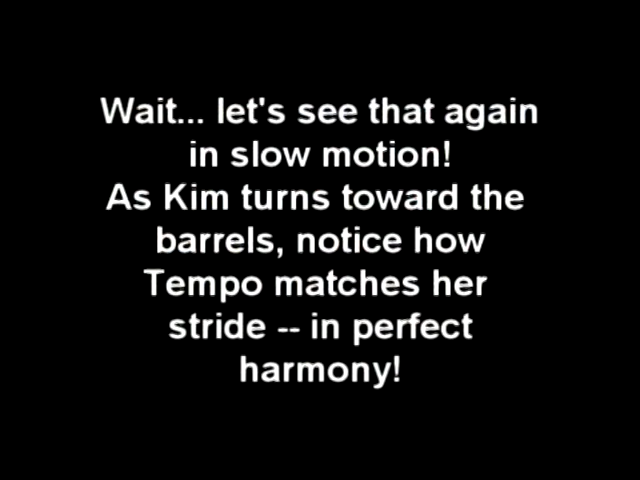 Wait... let's see that again
in slow motion!
As Kim turns toward the
barrels, notice how
Tempo matches her
stride -- in perfect
harmony!